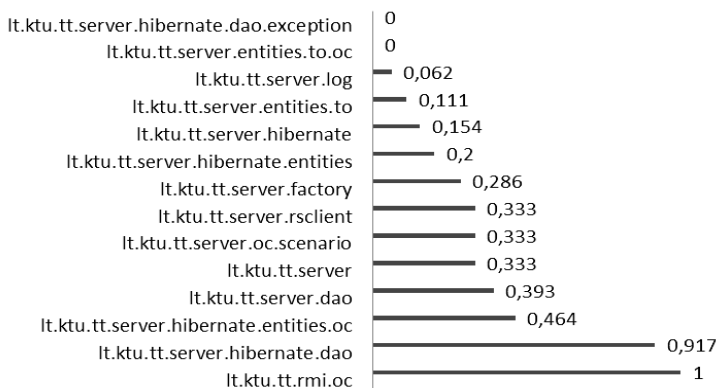 lt.ktu.tt.server.hibernate.dao.exception 0
lt.ktu.tt.server.entities.to.oc 0
lt.ktu.tt.server.log 0,062
lt.ktu.tt.server.entities.to 0,111
lt.ktu.tt.server.hibernate 0,154
lt.ktu.tt.server.hibernate.entities 0,2
lt.ktu.tt.server.factory 0,286
lt.ktu.tt.server.rsclient 0,333
lt.ktu.tt.server.oc.scenario 0,333
lt.ktu.tt.server 0,333
lt.ktu.tt.server.dao 0,393
lt.ktu.tt.server.hibernate.entities.oc 0,464
lt.ktu.tt.server.hibernate.dao 0,917
lt.ktu.tt.rmi.oc 1